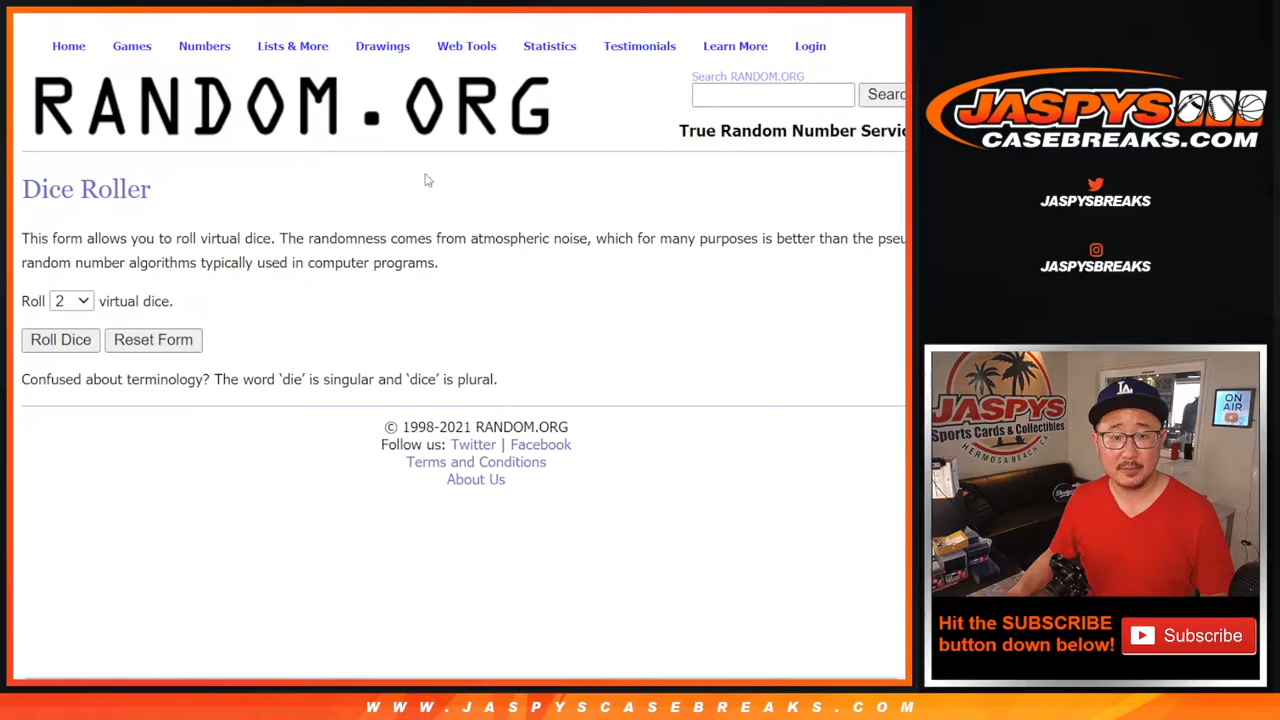 Home Games Numbers Lists & More Drawings Web Tools Statistics Testimonials Learn More Login
RANDOM.ORG
Search RANDOM.ORG
Searc
True Random Number Servic
Dice Roller
This form allows you to roll virtual dice. The randomness comes from atmospheric noise, which for many purposes is better than the pseu
random number algorithms typically used in computer programs.
Roll 2 virtual dice.
Roll Dice Reset Form
Confused about terminology? The word ‘die’ is singular and ‘dice’ is plural.
© 1998-2021 RANDOM.ORG
Follow us: Twitter | Facebook
Terms and Conditions
About Us
JASPYS
CASEBREAKS.COM
JASPYSBREAKS
JASPYSBREAKS
JASPYS
Sports Cards & Collectibles
HERMOSA BEACH, CA
LA
ON
AIR
Dodgers
Hit the SUBSCRIBE
button down below!
Subscribe
WWW.JASPYSCASEBREAKS.COM